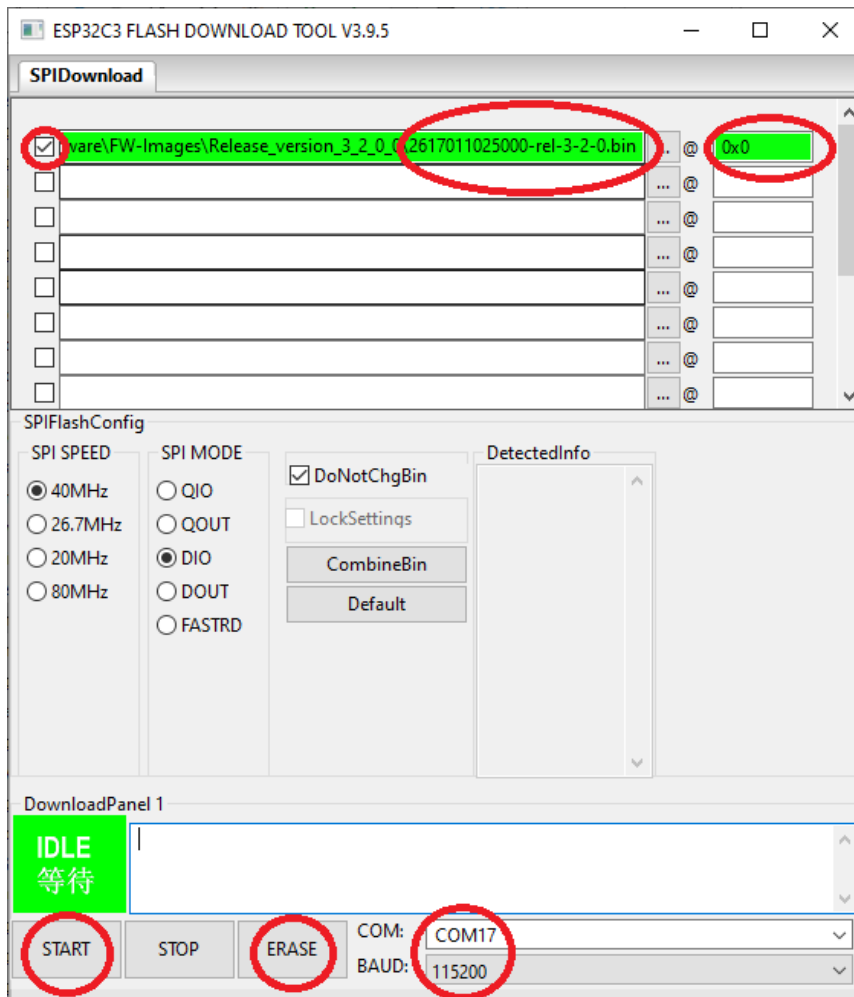 ESP32C3 FLASH DOWNLOAD TOOL V3.9.5
SPIDownload
ware\FW-Images\Release_version_3_2_0_0\2617011025000-rel-3-2-0.bin ... @ 0x0
... @
... @
... @
... @
... @
... @
... @
SPIFlashConfig
SPI SPEED
40MHz
26.7MHz
20MHz
80MHz
SPI MODE
QIO
QOUT
DIO
DOUT
FASTRD
DoNotChgBin
LockSettings
CombineBin
Default
DetectedInfo
DownloadPanel 1
IDLE
等待
START STOP ERASE
COM: COM17
BAUD: 115200